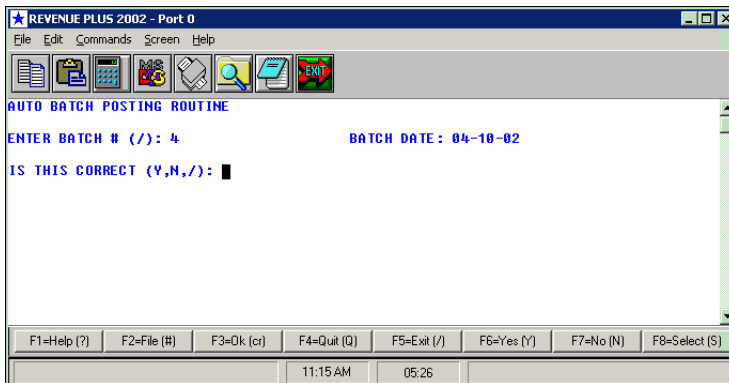 REVENUE PLUS 2002 - Port 0
File Edit Commands Screen Help
MS DOS EXIT
AUTO BATCH POSTING ROUTINE
ENTER BATCH # (/): 4 BATCH DATE: 04-10-02
IS THIS CORRECT (Y,N,/):
F1=Help (?) F2=File (#) F3=Ok (cr) F4=Quit (Q) F5=Exit (/) F6=Yes (Y) F7=No (N) F8=Select (S)
11:15 AM 05:26